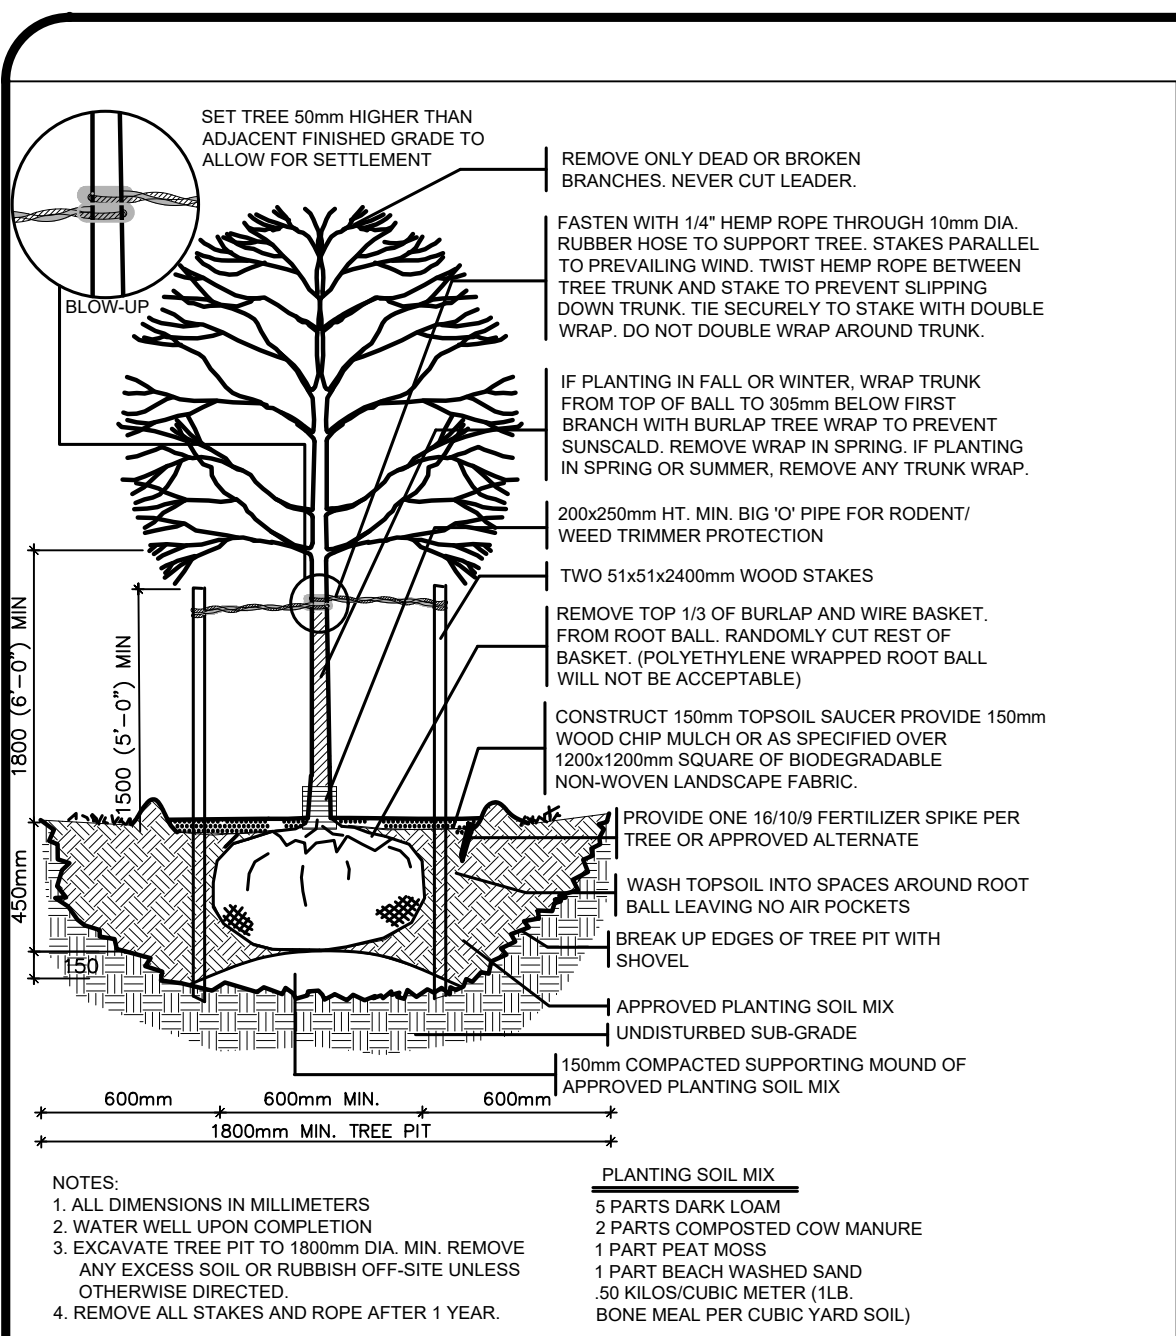 SET TREE 50mm HIGHER THAN
ADJACENT FINISHED GRADE TO
ALLOW FOR SETTLEMENT
BLOW-UP
REMOVE ONLY DEAD OR BROKEN
BRANCHES. NEVER CUT LEADER.
FASTEN WITH 1/4" HEMP ROPE THROUGH 10mm DIA.
RUBBER HOSE TO SUPPORT TREE. STAKES PARALLEL
TO PREVAILING WIND. TWIST HEMP ROPE BETWEEN
TREE TRUNK AND STAKE TO PREVENT SLIPPING
DOWN TRUNK. TIE SECURELY TO STAKE WITH DOUBLE
WRAP. DO NOT DOUBLE WRAP AROUND TRUNK.
IF PLANTING IN FALL OR WINTER, WRAP TRUNK
FROM TOP OF BALL TO 305mm BELOW FIRST
BRANCH WITH BURLAP TREE WRAP TO PREVENT
SUNSCALD. REMOVE WRAP IN SPRING. IF PLANTING
IN SPRING OR SUMMER, REMOVE ANY TRUNK WRAP.
200x250mm HT. MIN. BIG 'O' PIPE FOR RODENT/
WEED TRIMMER PROTECTION
TWO 51x51x2400mm WOOD STAKES
REMOVE TOP 1/3 OF BURLAP AND WIRE BASKET.
FROM ROOT BALL. RANDOMLY CUT REST OF
BASKET. (POLYETHYLENE WRAPPED ROOT BALL
WILL NOT BE ACCEPTABLE)
CONSTRUCT 150mm TOPSOIL SAUCER PROVIDE 150mm
WOOD CHIP MULCH OR AS SPECIFIED OVER
1200x1200mm SQUARE OF BIODEGRADABLE
NON-WOVEN LANDSCAPE FABRIC.
PROVIDE ONE 16/10/9 FERTILIZER SPIKE PER
TREE OR APPROVED ALTERNATE
WASH TOPSOIL INTO SPACES AROUND ROOT
BALL LEAVING NO AIR POCKETS
BREAK UP EDGES OF TREE PIT WITH
SHOVEL
APPROVED PLANTING SOIL MIX
UNDISTURBED SUB-GRADE
150mm COMPACTED SUPPORTING MOUND OF
APPROVED PLANTING SOIL MIX
1800 (6'-0") MIN
1500 (5'-0") MIN
450mm
150
600mm
600mm MIN.
600mm
1800mm MIN. TREE PIT
NOTES:
1. ALL DIMENSIONS IN MILLIMETERS
2. WATER WELL UPON COMPLETION
3. EXCAVATE TREE PIT TO 1800mm DIA. MIN. REMOVE
ANY EXCESS SOIL OR RUBBISH OFF-SITE UNLESS
OTHERWISE DIRECTED.
4. REMOVE ALL STAKES AND ROPE AFTER 1 YEAR.
PLANTING SOIL MIX
5 PARTS DARK LOAM
2 PARTS COMPOSTED COW MANURE
1 PART PEAT MOSS
1 PART BEACH WASHED SAND
.50 KILOS/CUBIC METER (1LB.
BONE MEAL PER CUBIC YARD SOIL)